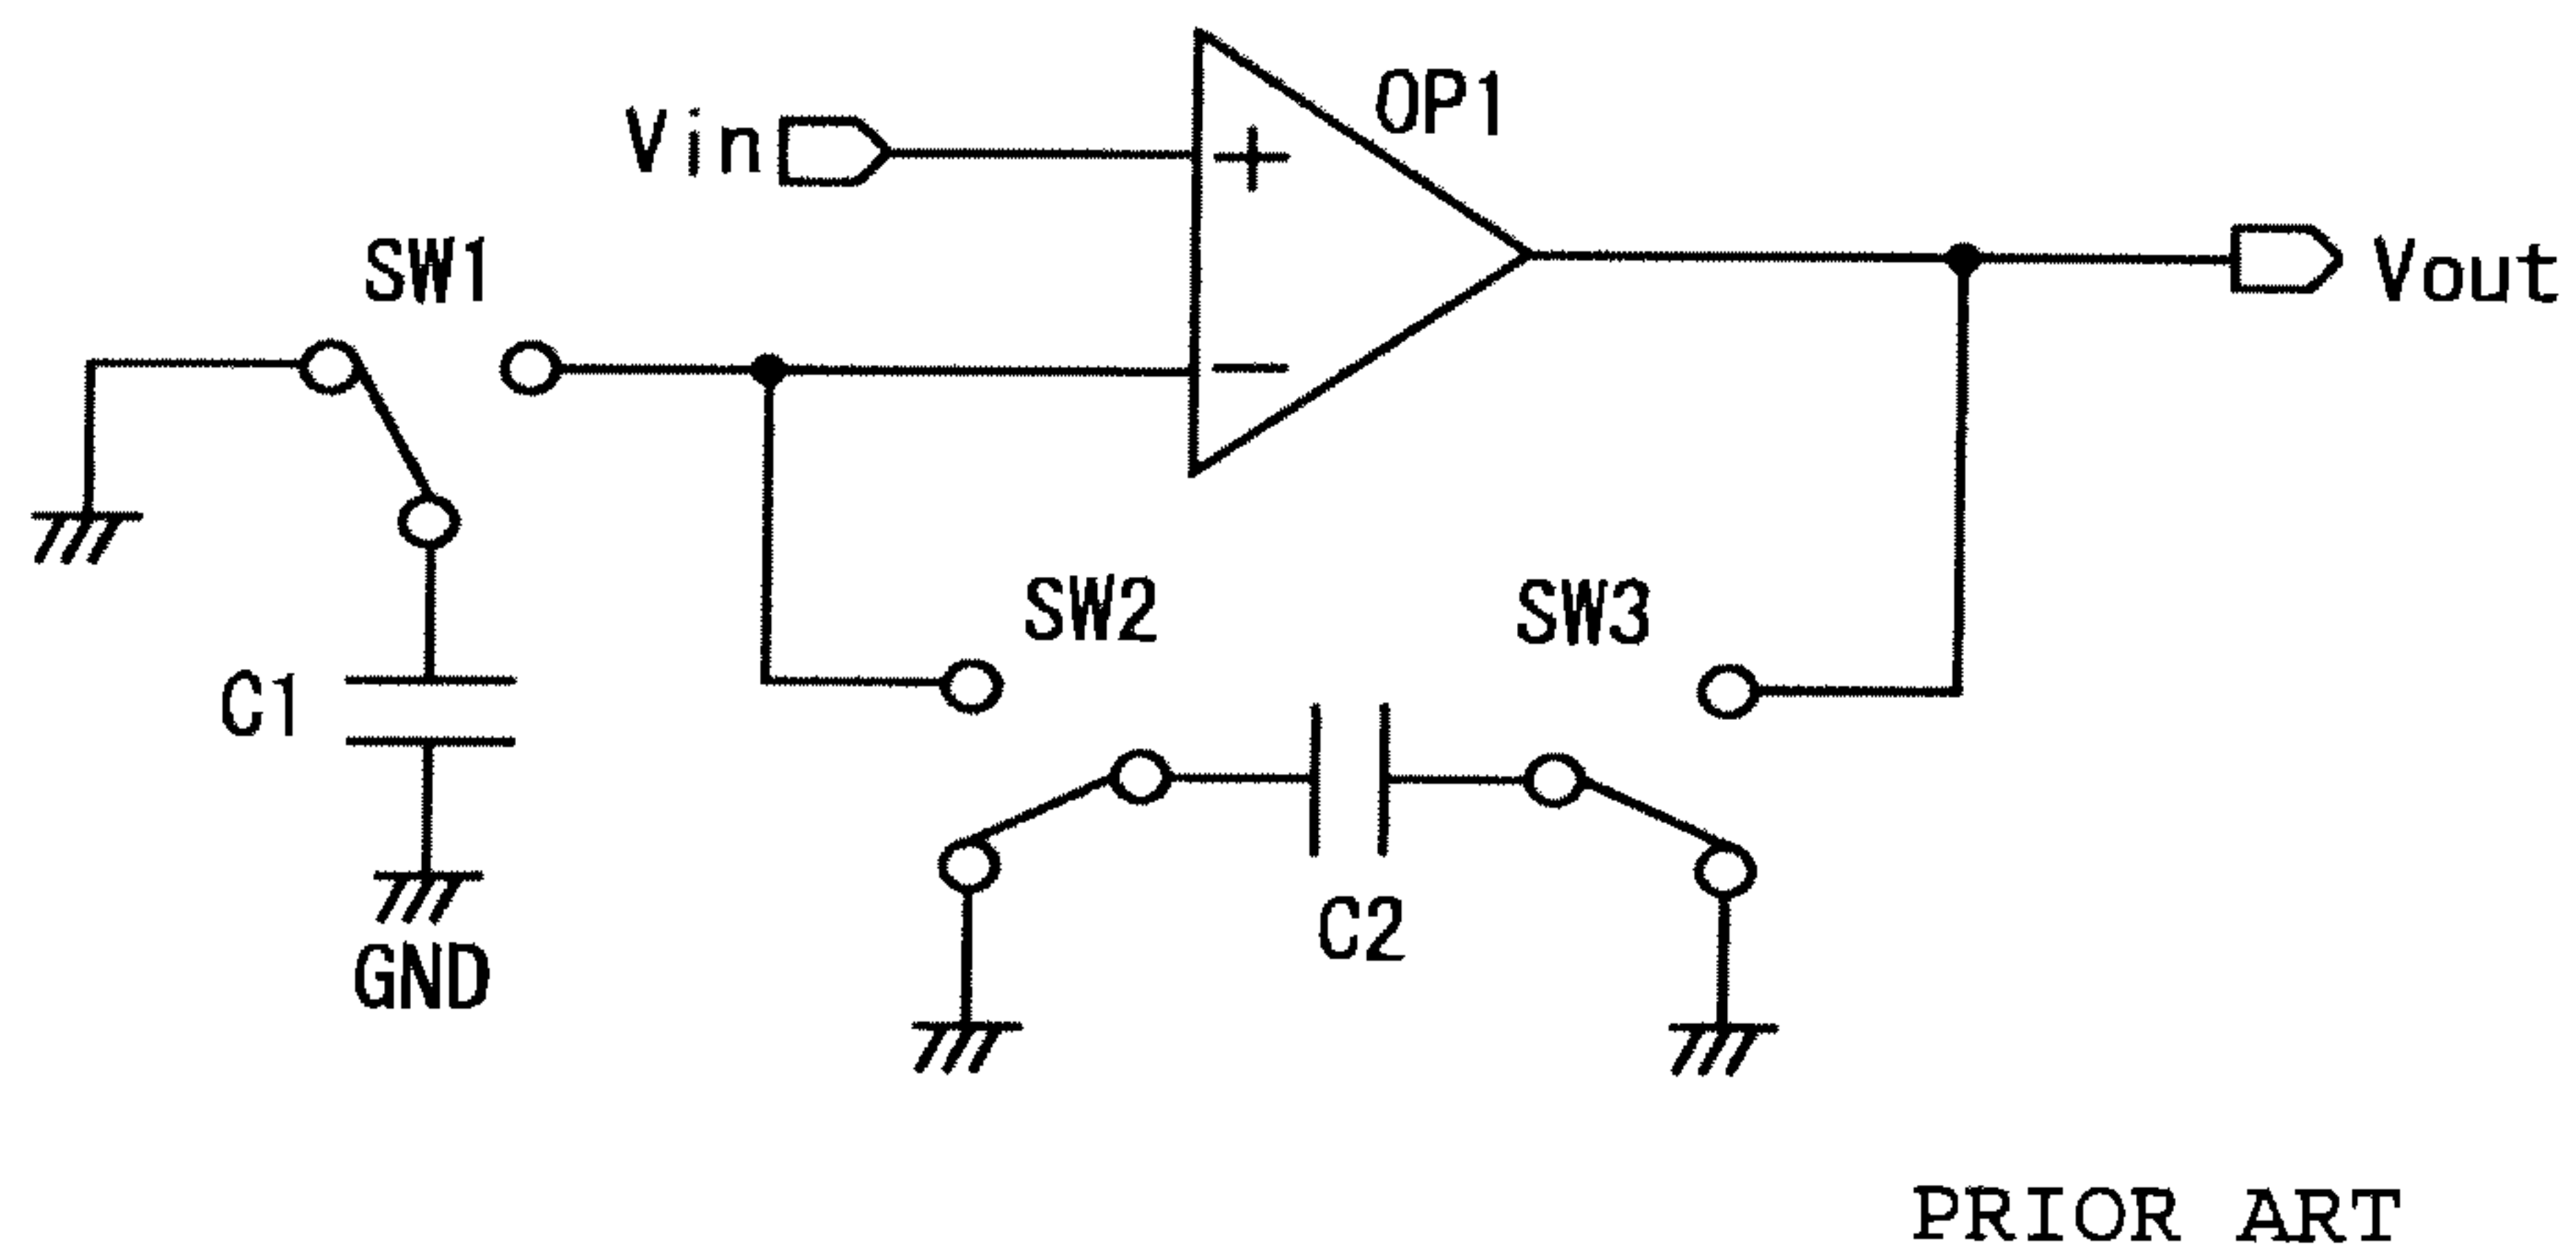 OP1
Vin
+
SW1
Vout
−
SW2
SW3
C1
C2
GND
PRIOR ART